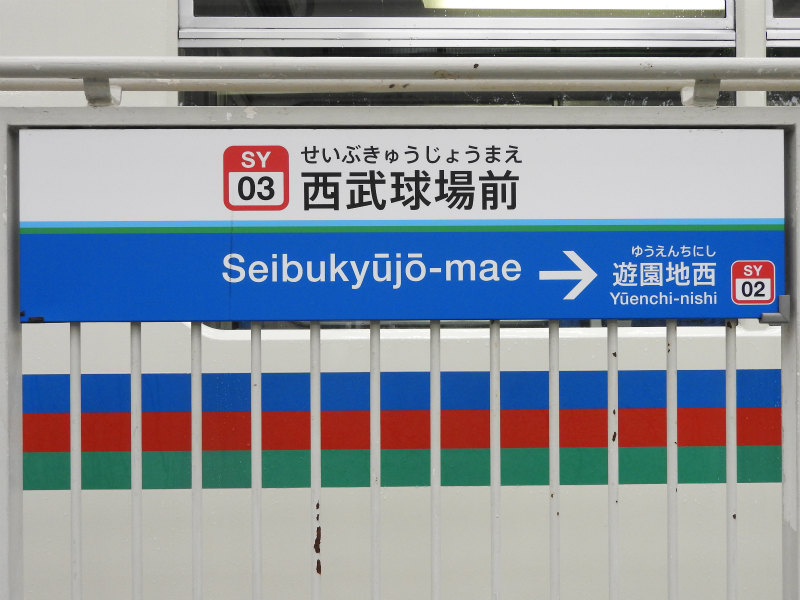 SY
03
せいぶきゅうじょうまえ
西武球場前
Seibukyūjō-mae
→
ゆうえんちにし
遊園地西
Yūenchi-nishi
SY
02